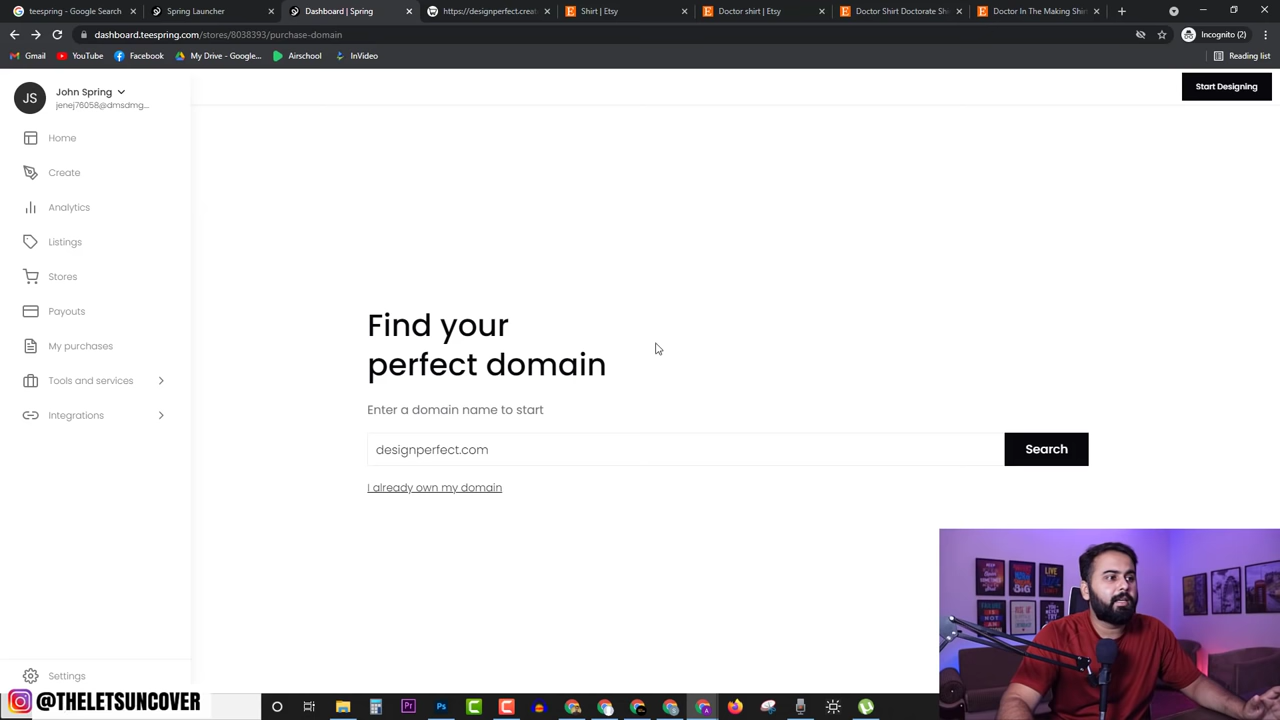 teespring - Google Search
Spring Launcher
Dashboard | Spring
https://designperfect.creat
Shirt | Etsy
Doctor shirt | Etsy
Doctor Shirt Doctorate Sh
Doctor In The Making Shir
dashboard.teespring.com/stores/8038393/purchase-domain
Incognito (2)
Gmail
YouTube
Facebook
My Drive - Google...
Airschool
InVideo
Reading list
JS
John Spring
jenej76058@dmsdmg...
Start Designing
Home
Create
Analytics
Listings
Stores
Payouts
My purchases
Tools and services
Integrations
Settings
Find your
perfect domain
Enter a domain name to start
designperfect.com
Search
I already own my domain
@THELETSUNCOVER